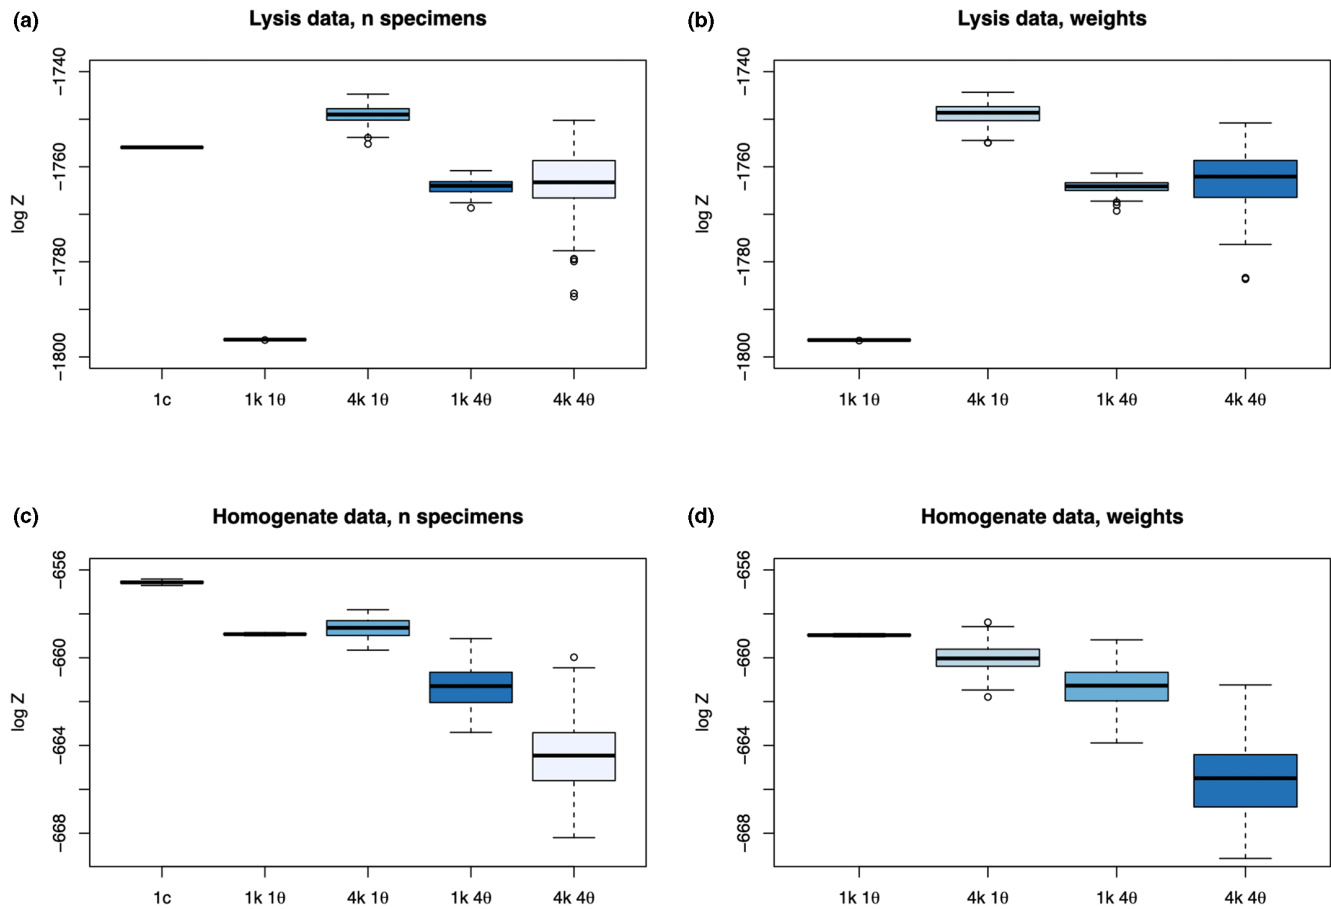 (a) Lysis data, n specimens
−1740
−1760
−1780
−1800
log Z
1c 1k 1θ 4k 1θ 1k 4θ 4k 4θ
(b) Lysis data, weights
−1740
−1760
−1780
−1800
log Z
1k 1θ 4k 1θ 1k 4θ 4k 4θ
(c) Homogenate data, n specimens
−656
−660
−664
−668
log Z
1c 1k 1θ 4k 1θ 1k 4θ 4k 4θ
(d) Homogenate data, weights
−656
−660
−664
−668
log Z
1k 1θ 4k 1θ 1k 4θ 4k 4θ